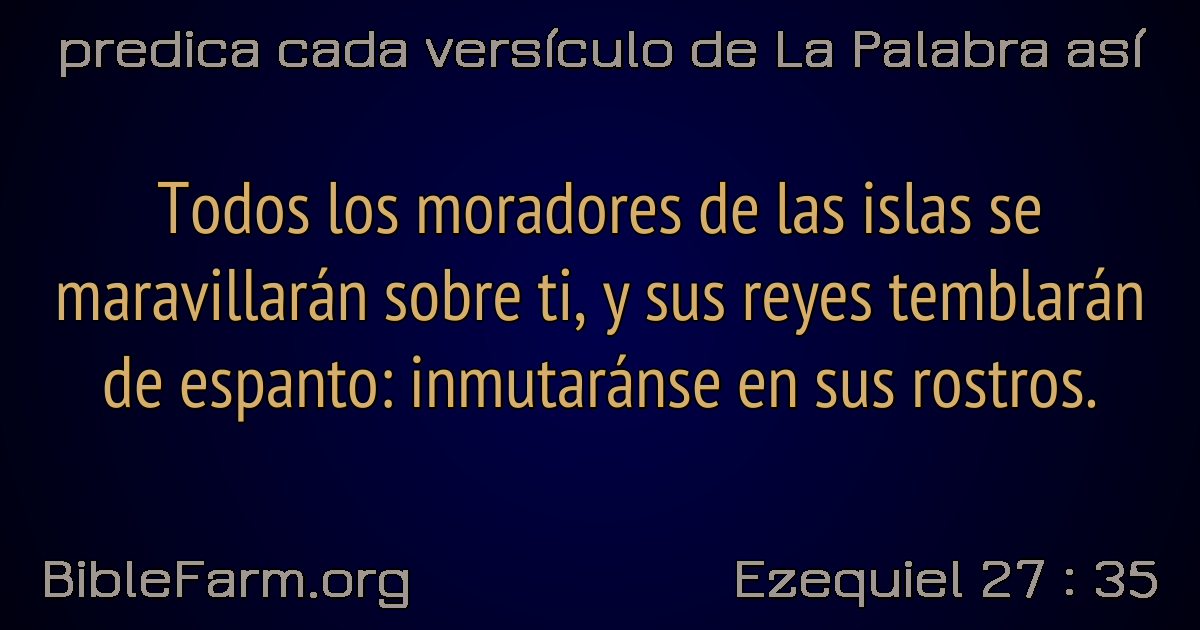 predica cada versículo de La Palabra así
Todos los moradores de las islas se
maravillarán sobre ti, y sus reyes temblarán
de espanto: inmutaránse en sus rostros.
BibleFarm.org
Ezequiel 27 : 35